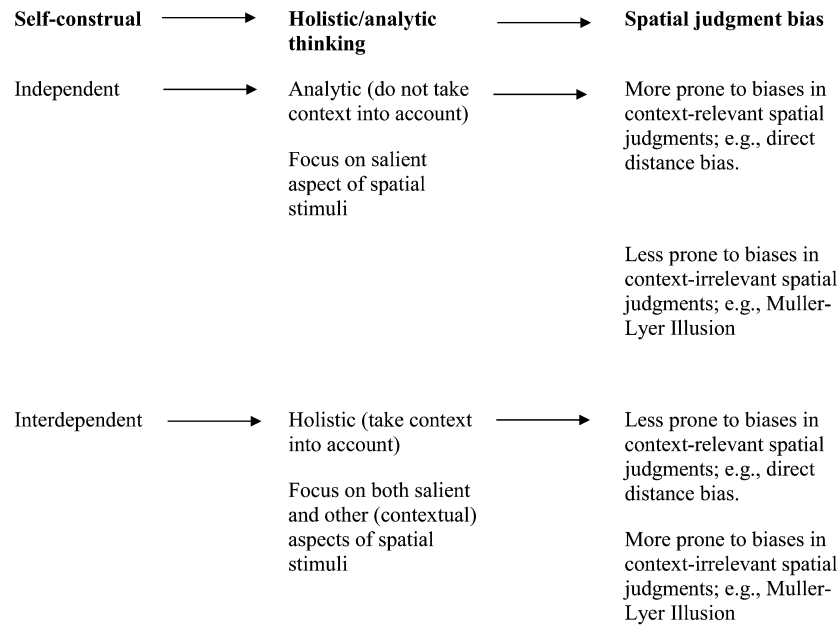 Self-construal
Holistic/analytic
thinking
Spatial judgment bias
Independent
Analytic (do not take
context into account)
Focus on salient
aspect of spatial
stimuli
More prone to biases in
context-relevant spatial
judgments; e.g., direct
distance bias.
Less prone to biases in
context-irrelevant spatial
judgments; e.g., Muller-
Lyer Illusion
Interdependent
Holistic (take context
into account)
Focus on both salient
and other (contextual)
aspects of spatial
stimuli
Less prone to biases in
context-relevant spatial
judgments; e.g., direct
distance bias.
More prone to biases in
context-irrelevant spatial
judgments; e.g., Muller-
Lyer Illusion